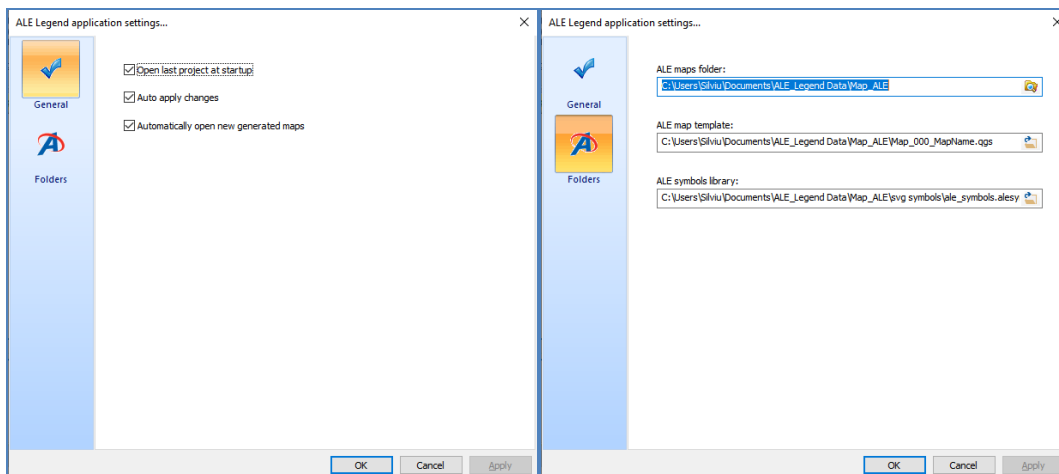 ALE Legend application settings...
General
Folders
Open last project at startup
Auto apply changes
Automatically open new generated maps
OK
Cancel
Apply
ALE Legend application settings...
General
Folders
ALE maps folder:
C:\Users\Silviu\Documents\ALE_Legend Data\Map_ALE
ALE map template:
C:\Users\Silviu\Documents\ALE_Legend Data\Map_ALE\Map_000_MapName.qgs
ALE symbols library:
C:\Users\Silviu\Documents\ALE_Legend Data\Map_ALE\svg symbols\ale_symbols.alesy
OK
Cancel
Apply